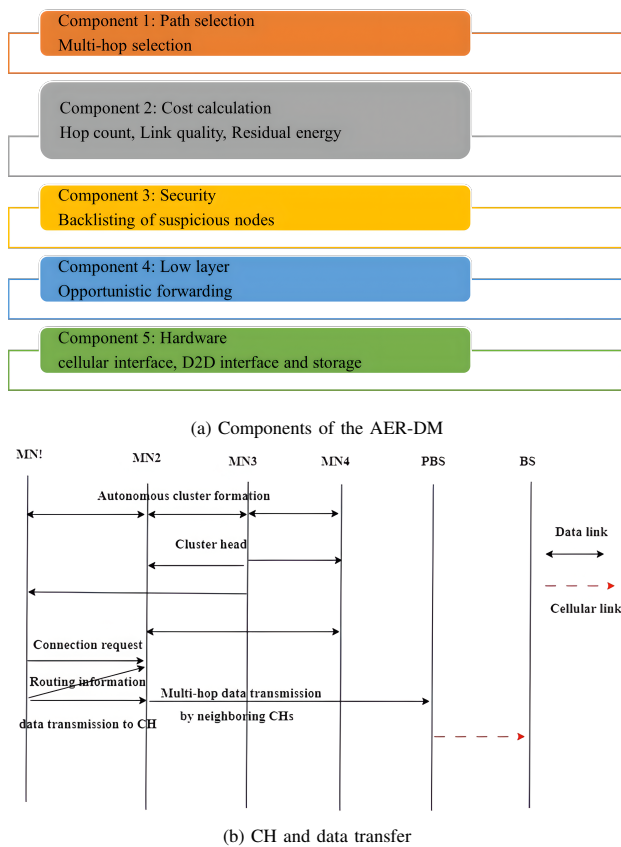 Component 1: Path selection
Multi-hop selection
Component 2: Cost calculation
Hop count, Link quality, Residual energy
Component 3: Security
Backlisting of suspicious nodes
Component 4: Low layer
Opportunistic forwarding
Component 5: Hardware
cellular interface, D2D interface and storage
(a) Components of the AER-DM
MN! MN2 MN3 MN4 PBS BS
Autonomous cluster formation
Data link
Cluster head
Cellular link
Connection request
Routing information
Multi-hop data transmission
by neighboring CHs
data transmission to CH
(b) CH and data transfer